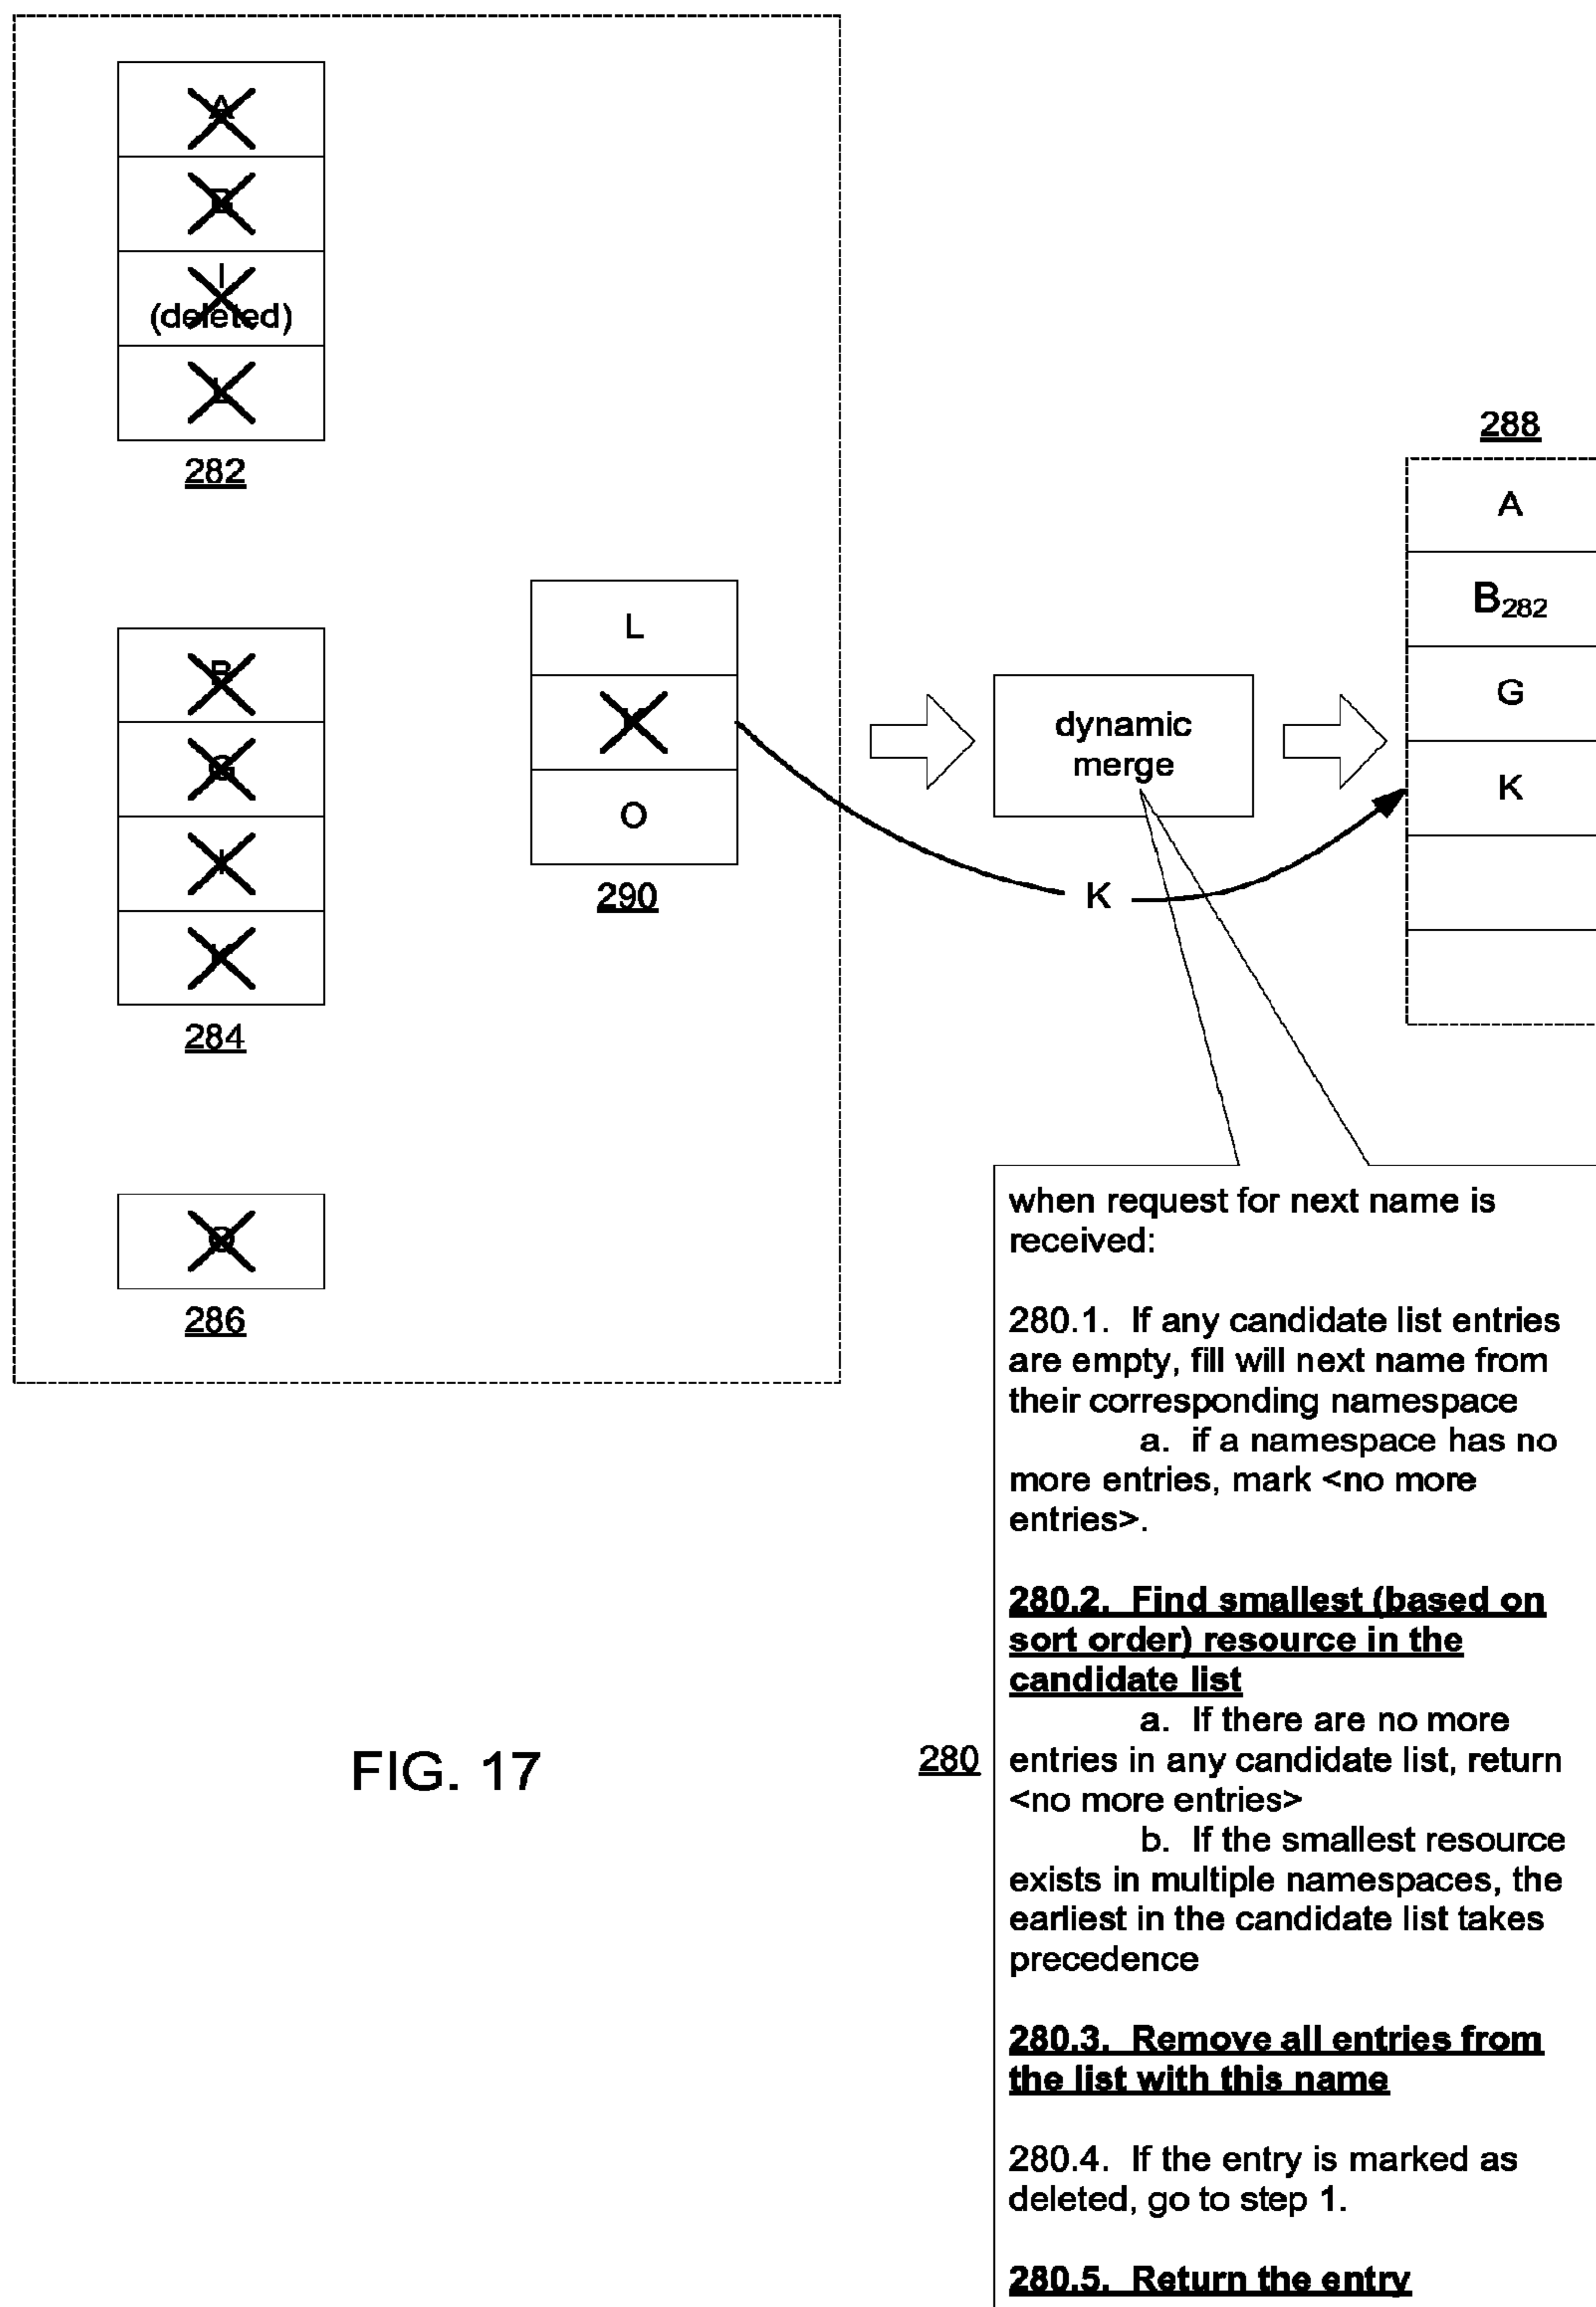 A
B
I
(deleted)
L
282
B
G
I
K
284
O
286
L
K
O
290
dynamic
merge
K
288
A
B282
G
K
when request for next name is
received:
280.1. If any candidate list entries
are empty, fill will next name from
their corresponding namespace
a. if a namespace has no
more entries, mark <no more
entries>.
280.2. Find smallest (based on
sort order) resource in the
candidate list
a. If there are no more
entries in any candidate list, return
<no more entries>
b. If the smallest resource
exists in multiple namespaces, the
earliest in the candidate list takes
precedence
280.3. Remove all entries from
the list with this name
280.4. If the entry is marked as
deleted, go to step 1.
280.5. Return the entry
280
FIG. 17